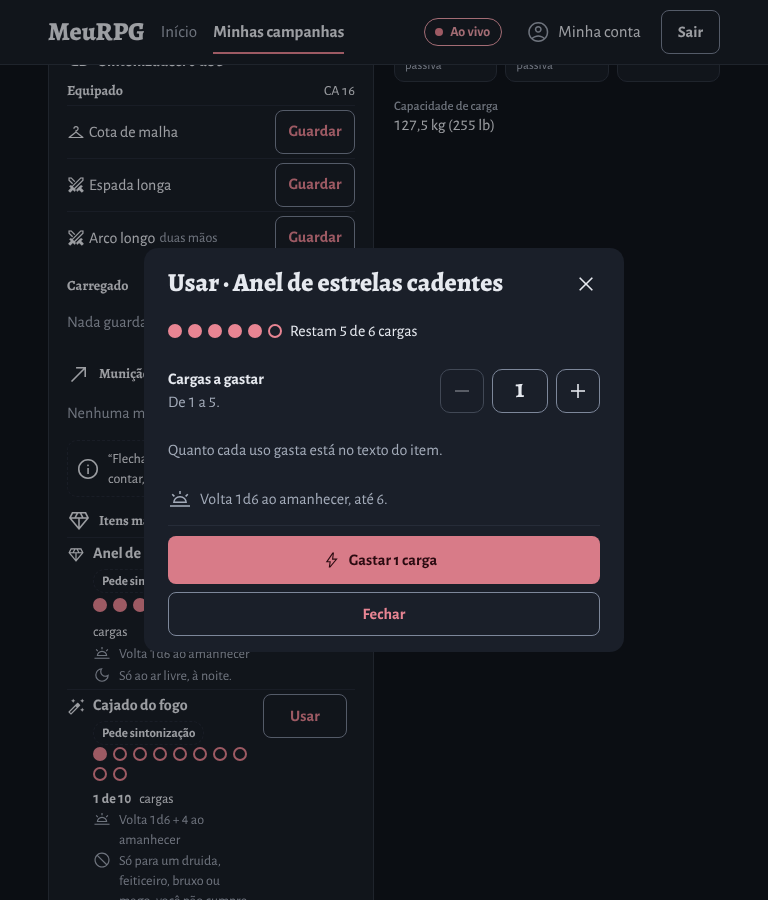 MeuRPG Início Minhas campanhas Ao vivo Minha conta Sair
passiva passiva
Equipado CA 16
Capacidade de carga
127,5 kg (255 lb)
Cota de malha Guardar
Espada longa Guardar
Arco longo duas mãos Guardar
Usar · Anel de estrelas cadentes
Carregado
Nada guarda
Restam 5 de 6 cargas
Cargas a gastar
De 1 a 5.
1
Nenhuma m
Quanto cada uso gasta está no texto do item.
"Flecha
contar,
Volta 1d6 ao amanhecer, até 6.
Gastar 1 carga
Fechar
Anel de
Pede sin
cargas
Volta 1d6 ao amanhecer
Só ao ar livre, à noite.
Cajado do fogo Usar
Pede sintonização
1 de 10 cargas
Volta 1d6 + 4 ao
amanhecer
Só para um druida,
feiticeiro, bruxo ou